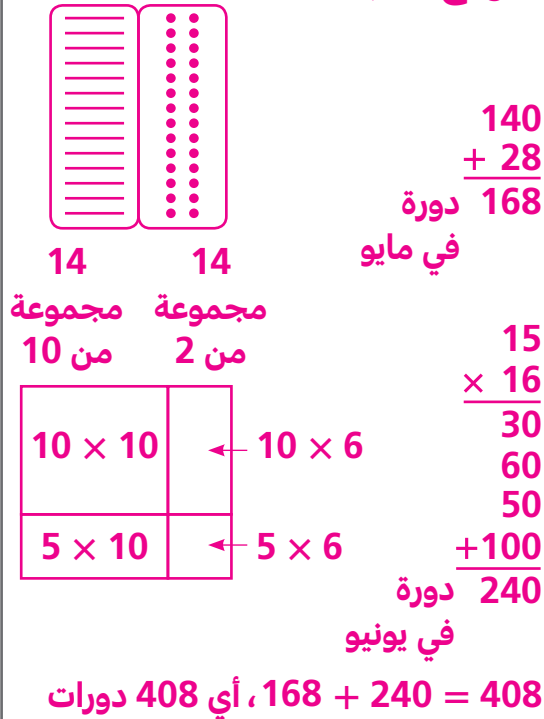 140
+ 28
168 دورة
في مايو
14 14
مجموعة مجموعة
من 2 من 10
15
× 16
30
60
50
+100
240 دورة
في يونيو
10 × 10
10 × 6
5 × 10
5 × 6
168 + 240 = 408، أي 408 دورات